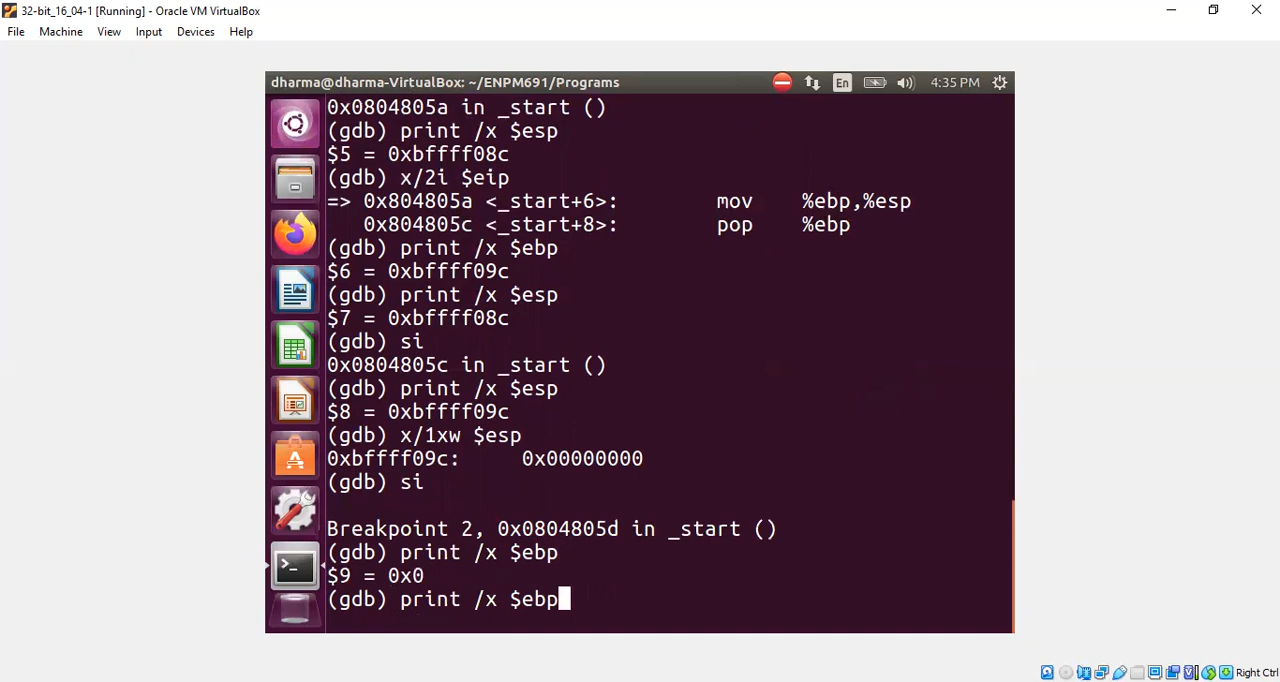 32-bit_16_04-1 [Running] - Oracle VM VirtualBox
File Machine View Input Devices Help
dharma@dharma-VirtualBox: ~/ENPM691/Programs En 4:35 PM
0x0804805a in _start ()
(gdb) print /x $esp
$5 = 0xbffff08c
(gdb) x/2i $eip
=> 0x804805a <_start+6>: mov %ebp,%esp
0x804805c <_start+8>: pop %ebp
(gdb) print /x $ebp
$6 = 0xbffff09c
(gdb) print /x $esp
$7 = 0xbffff08c
(gdb) si
0x0804805c in _start ()
(gdb) print /x $esp
$8 = 0xbffff09c
(gdb) x/1xw $esp
0xbffff09c: 0x00000000
(gdb) si
Breakpoint 2, 0x0804805d in _start ()
(gdb) print /x $ebp
$9 = 0x0
(gdb) print /x $ebp
Right Ctrl